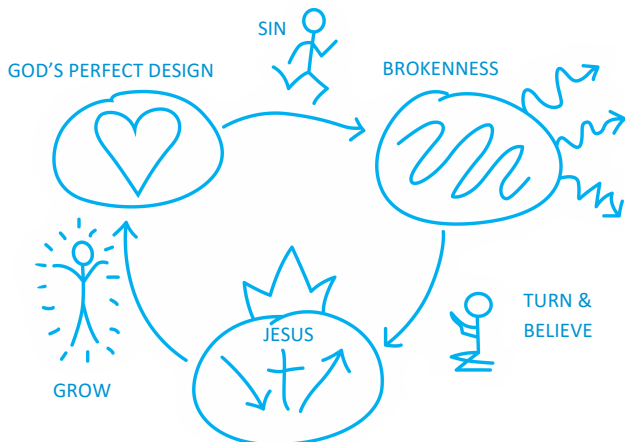 SIN
GOD'S PERFECT DESIGN
BROKENNESS
TURN &
BELIEVE
JESUS
GROW